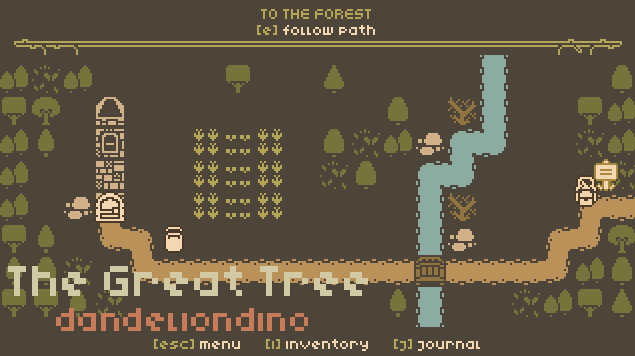 TO THE FOREST
[e] follow path
The Great Tree
dandeliondino
[esc] menu [i] inventory [j] journal